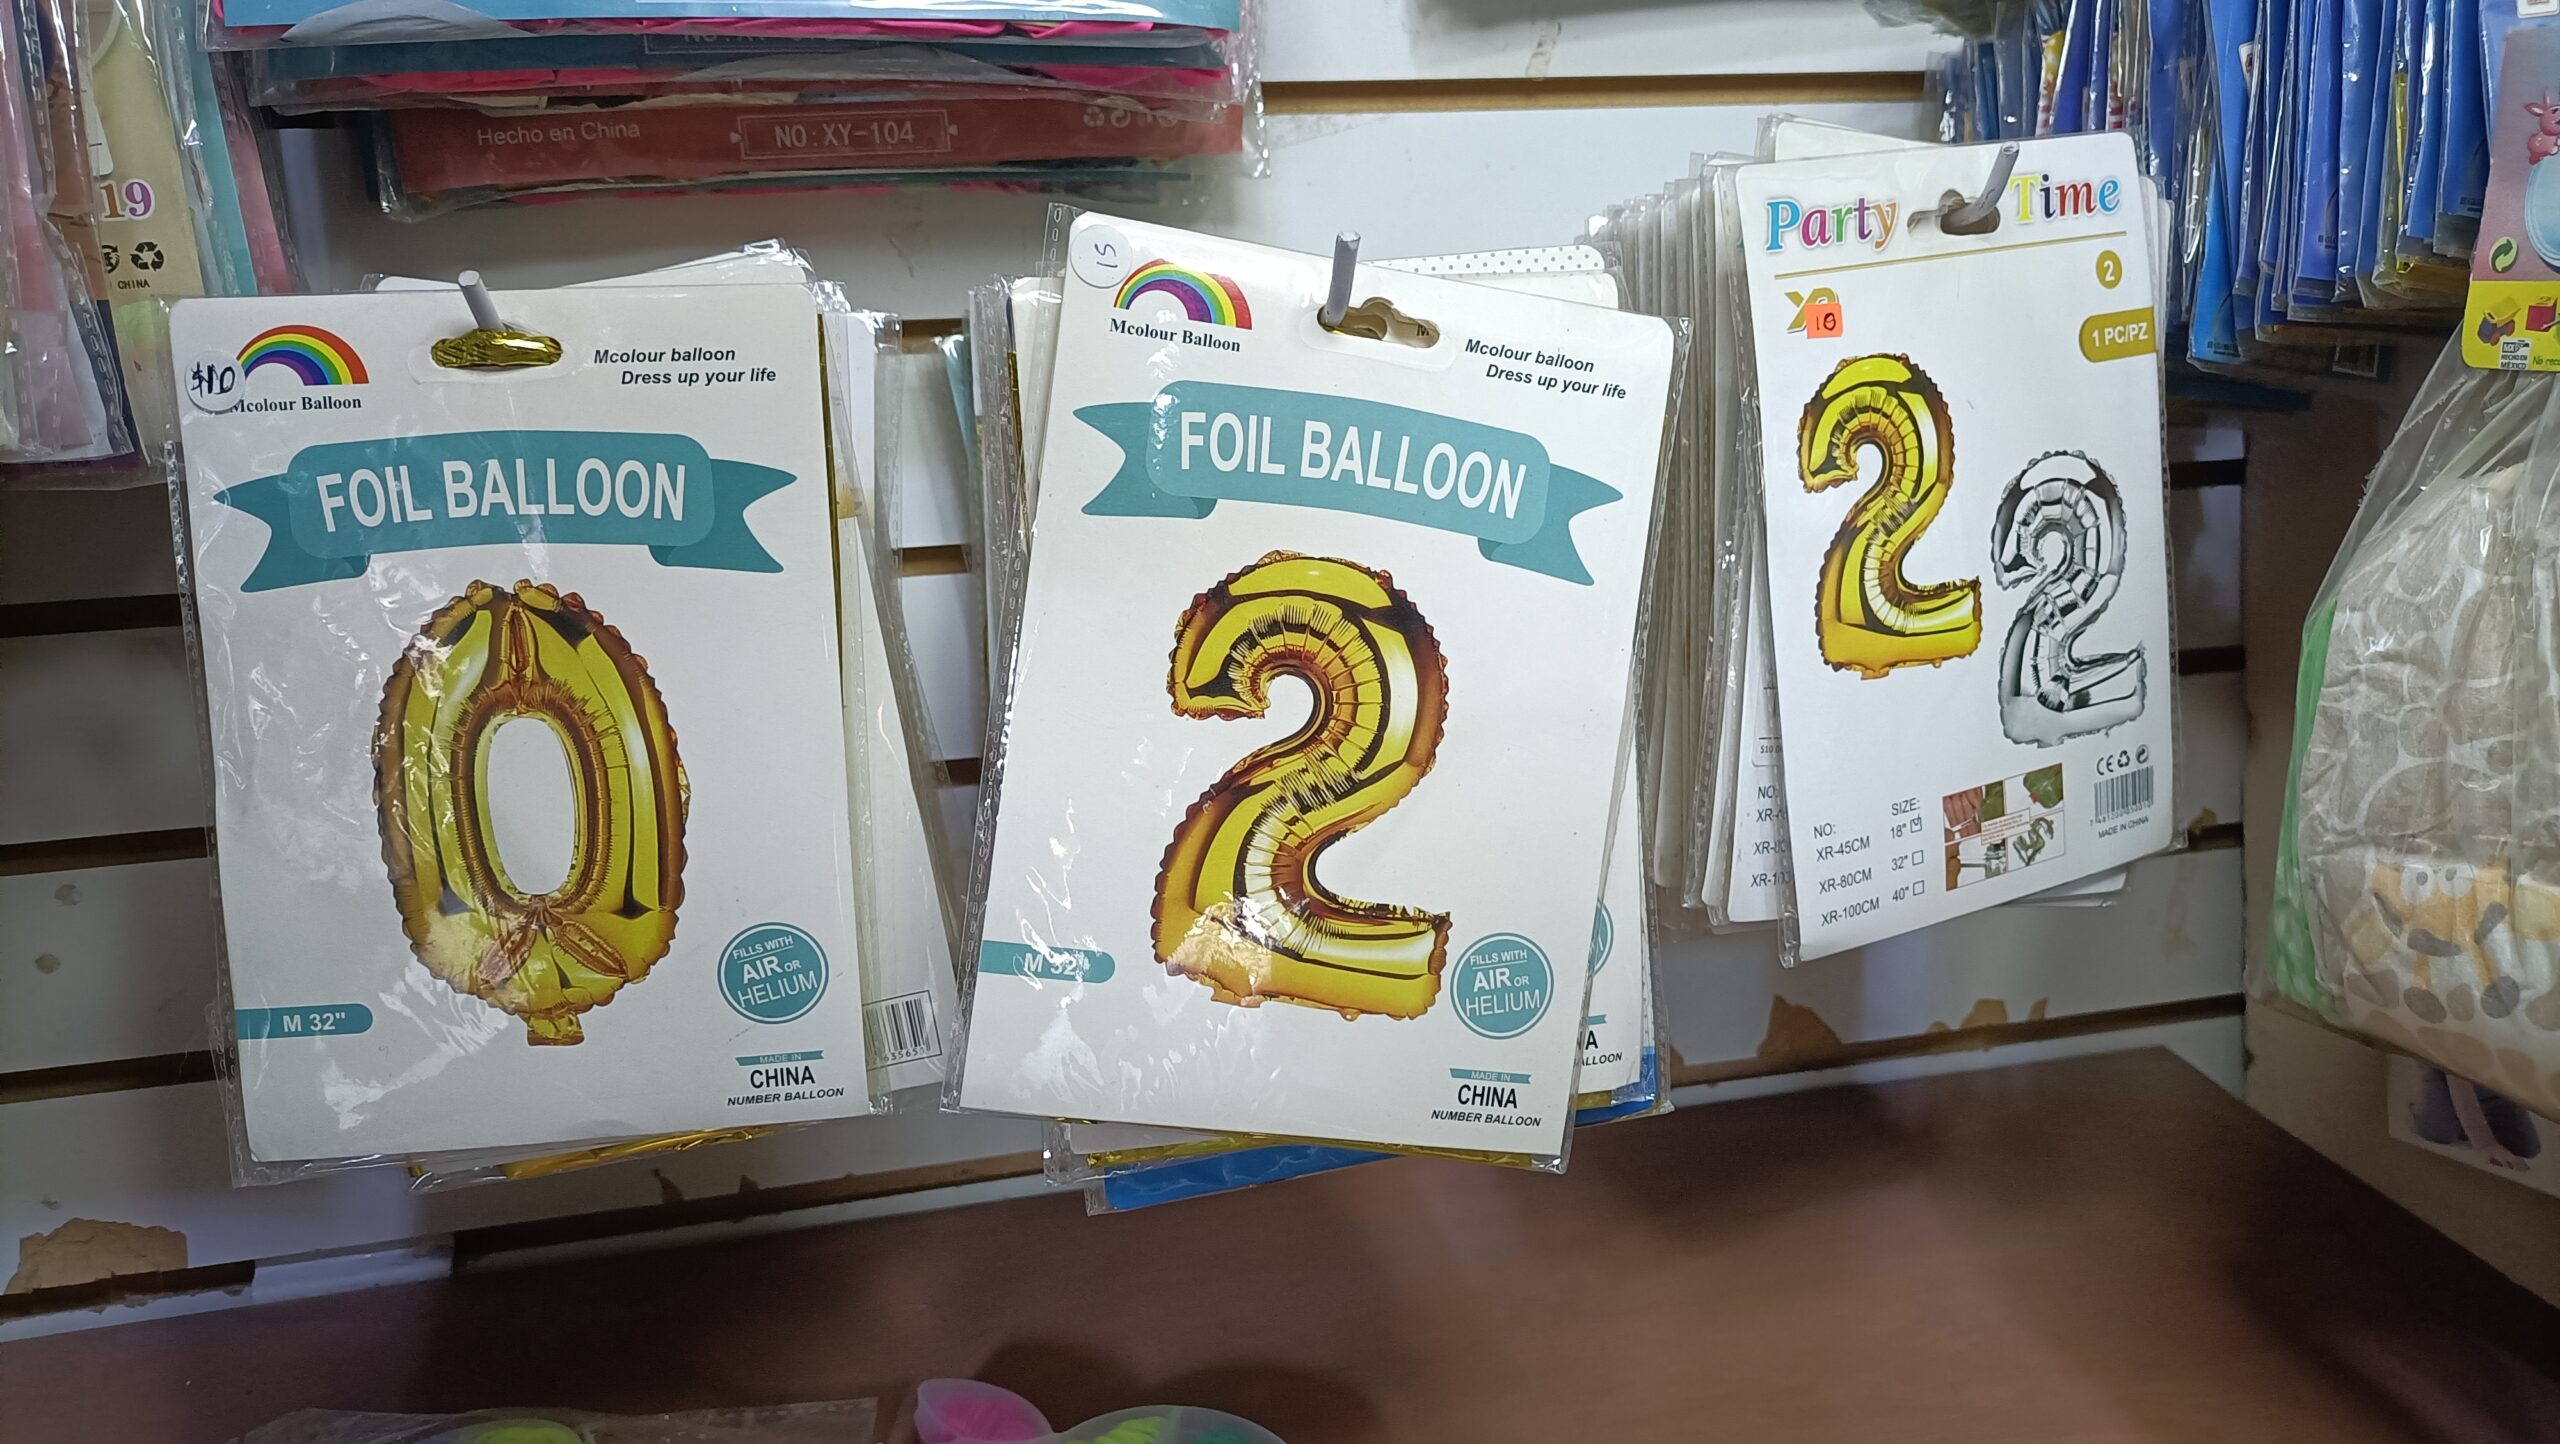 Hecho en China
NO:XY-104
19
CHINA
$10
Mcolour Balloon
Mcolour balloon
Dress up your life
FOIL BALLOON
M 32"
FILLS WITH
AIR OR
HELIUM
MADE IN
CHINA
NUMBER BALLOON
15
Mcolour Balloon
Mcolour balloon
Dress up your life
FOIL BALLOON
M 32"
FILLS WITH
AIR OR
HELIUM
MADE IN
CHINA
NUMBER BALLOON
Party Time
2
10
1 PC/PZ
NO:
XR-45CM
XR-80CM
XR-100CM
SIZE:
18"
32"
40"
CE
MADE IN CHINA
NO: